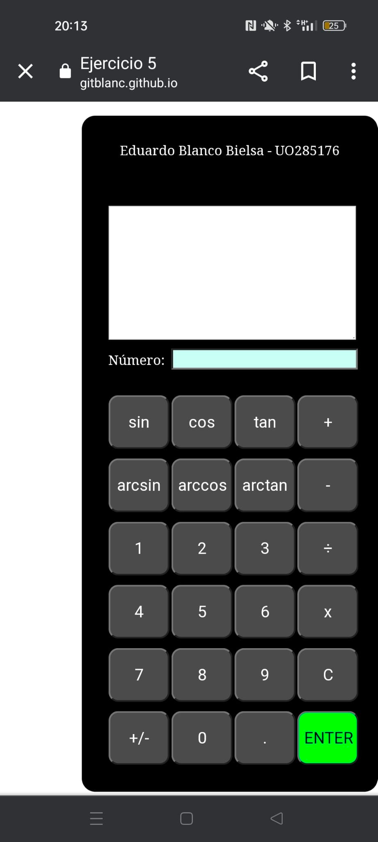 20:13
25
Ejercicio 5
gitblanc.github.io
Eduardo Blanco Bielsa - UO285176
Número:
sin cos tan +
arcsin arccos arctan -
1 2 3 ÷
4 5 6 x
7 8 9 C
+/- 0 . ENTER